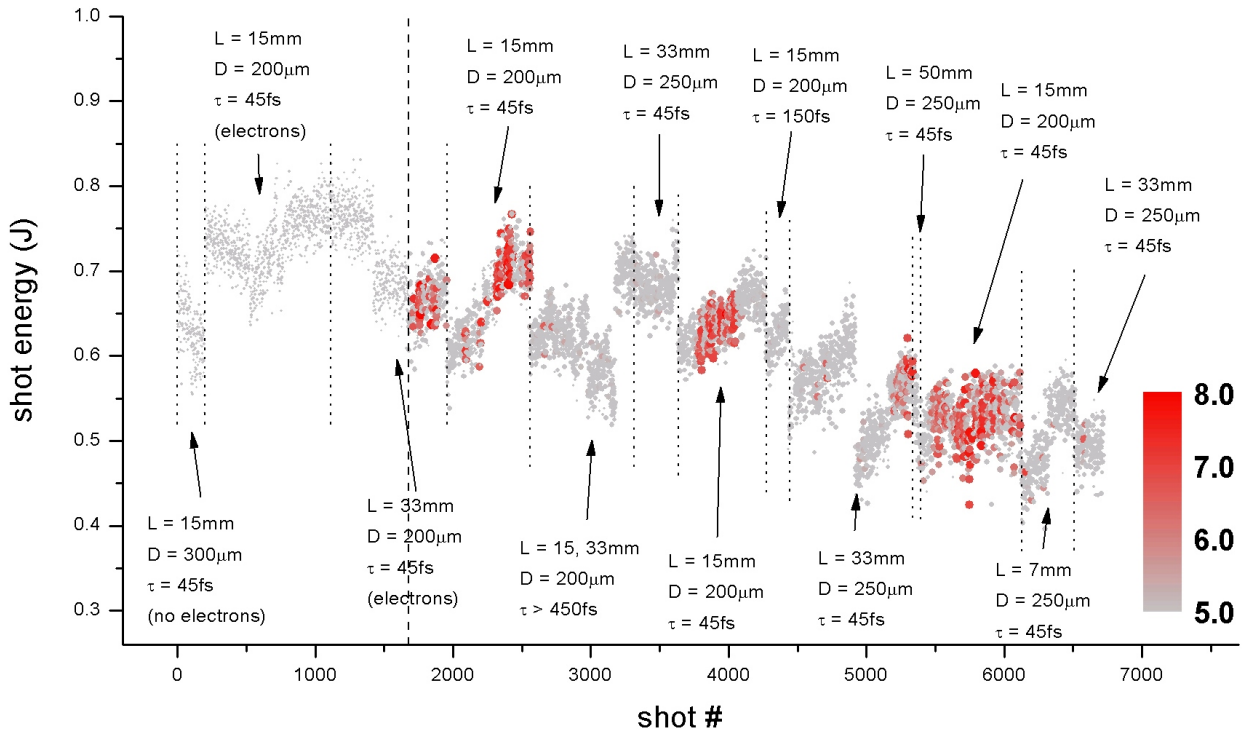 1.0
0.9
0.8
0.7
0.6
0.5
0.4
0.3
shot energy (J)
L = 15mm
D = 200μm
τ = 45fs
(electrons)
L = 15mm
D = 200μm
τ = 45fs
L = 33mm
D = 250μm
τ = 45fs
L = 15mm
D = 200μm
τ = 150fs
L = 50mm
D = 250μm
τ = 45fs
L = 15mm
D = 200μm
τ = 45fs
L = 33mm
D = 250μm
τ = 45fs
L = 15mm
D = 300μm
τ = 45fs
(no electrons)
L = 33mm
D = 200μm
τ = 45fs
(electrons)
L = 15, 33mm
D = 200μm
τ > 450fs
L = 15mm
D = 200μm
τ = 45fs
L = 33mm
D = 250μm
τ = 45fs
L = 7mm
D = 250μm
τ = 45fs
8.0
7.0
6.0
5.0
0 1000 2000 3000 4000 5000 6000 7000
shot #